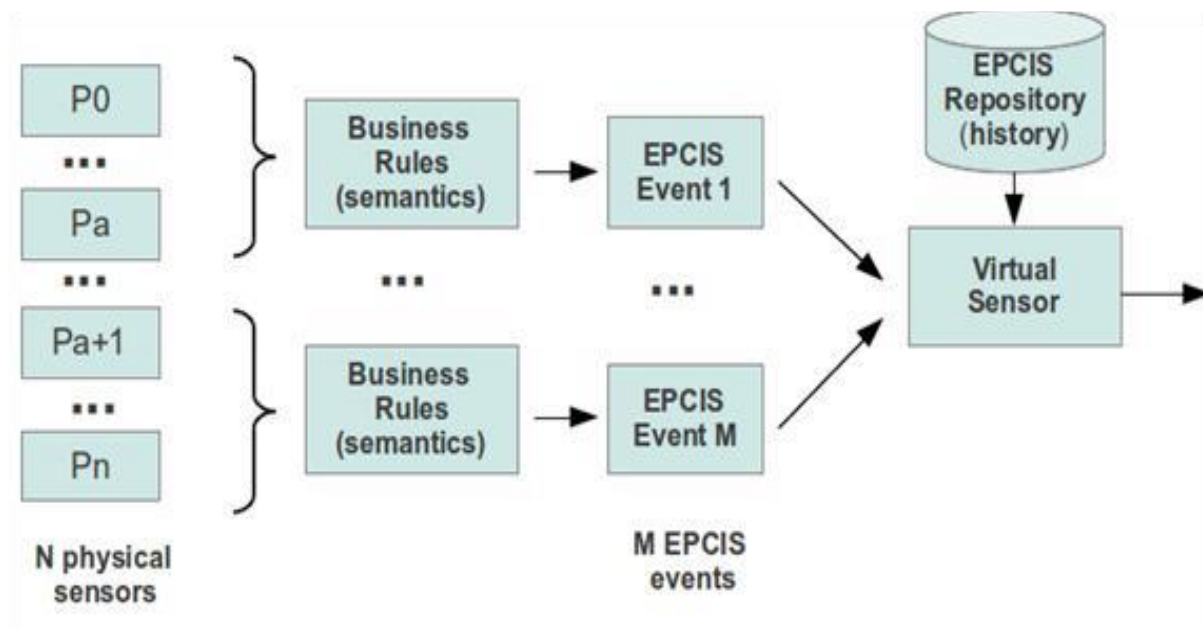 P0
...
Pa
...
Pa+1
...
Pn
N physical
sensors
Business
Rules
(semantics)
...
Business
Rules
(semantics)
EPCIS
Event 1
...
EPCIS
Event M
M EPCIS
events
EPCIS
Repository
(history)
Virtual
Sensor